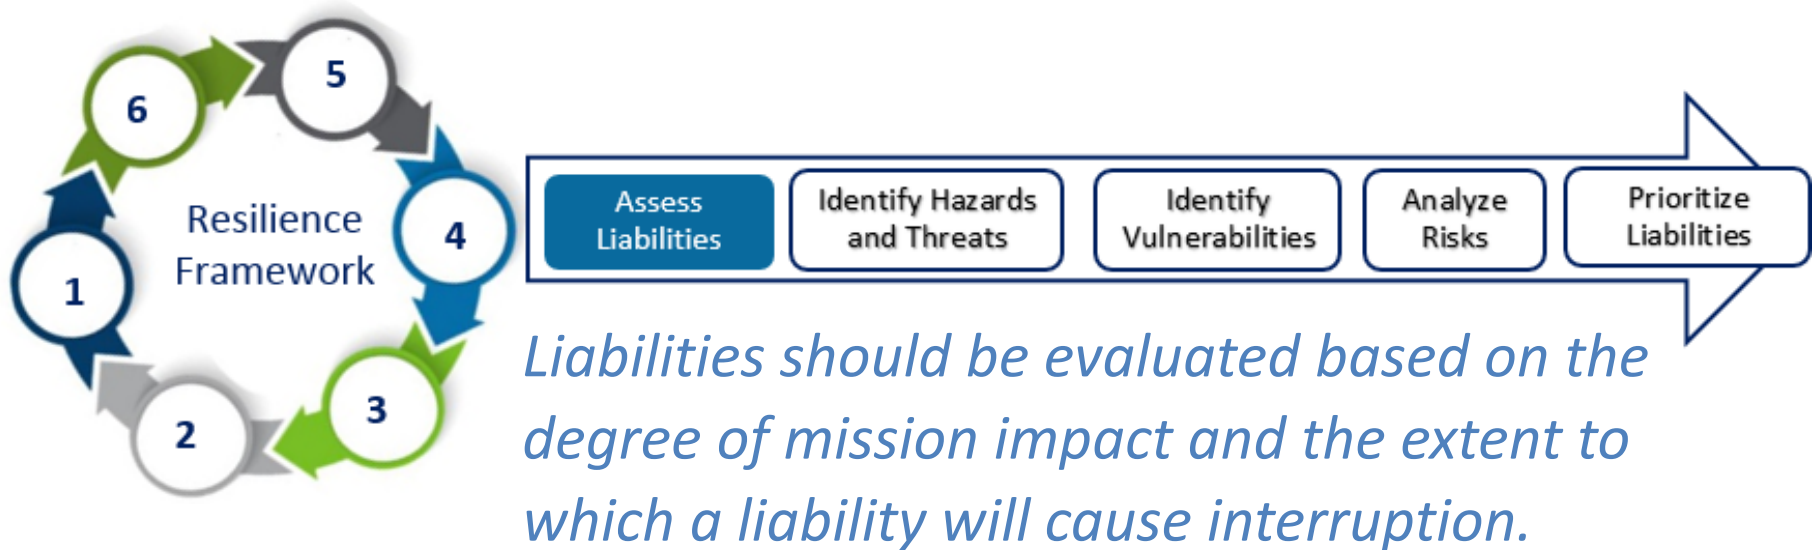 6
5
4
3
2
1
Resilience
Framework
Assess
Liabilities
Identify Hazards
and Threats
Identify
Vulnerabilities
Analyze
Risks
Prioritize
Liabilities
Liabilities should be evaluated based on the
degree of mission impact and the extent to
which a liability will cause interruption.